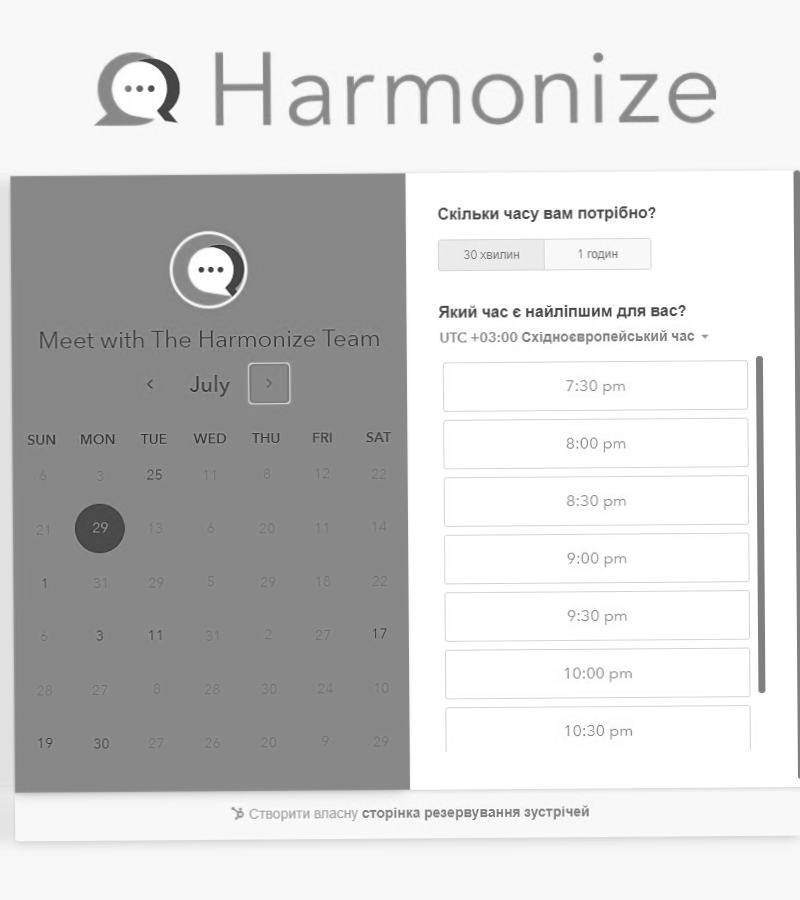 Harmonize
Meet with The Harmonize Team
July
SUN MON TUE WED THU FRI SAT
6 3 25 11 8 12 22
21 29 13 6 20 11 14
1 31 29 5 29 18 22
6 3 11 31 2 27 17
28 27 8 28 30 24 10
19 30 27 26 20 9 29
Скільки часу вам потрібно?
30 хвилин 1 годин
Який час є найліпшим для вас?
UTC +03:00 Східноєвропейський час
7:30 pm
8:00 pm
8:30 pm
9:00 pm
9:30 pm
10:00 pm
10:30 pm
Створити власну сторінка резервування зустрічей